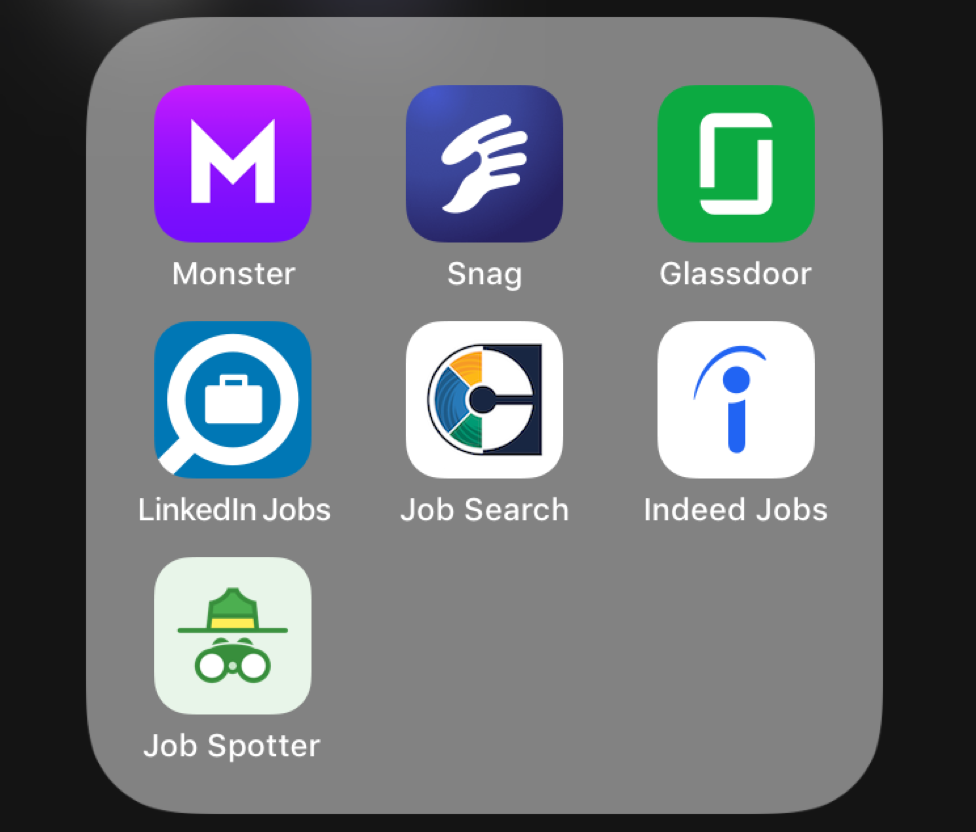 Monster
Snag
Glassdoor
LinkedIn Jobs
Job Search
Indeed Jobs
Job Spotter